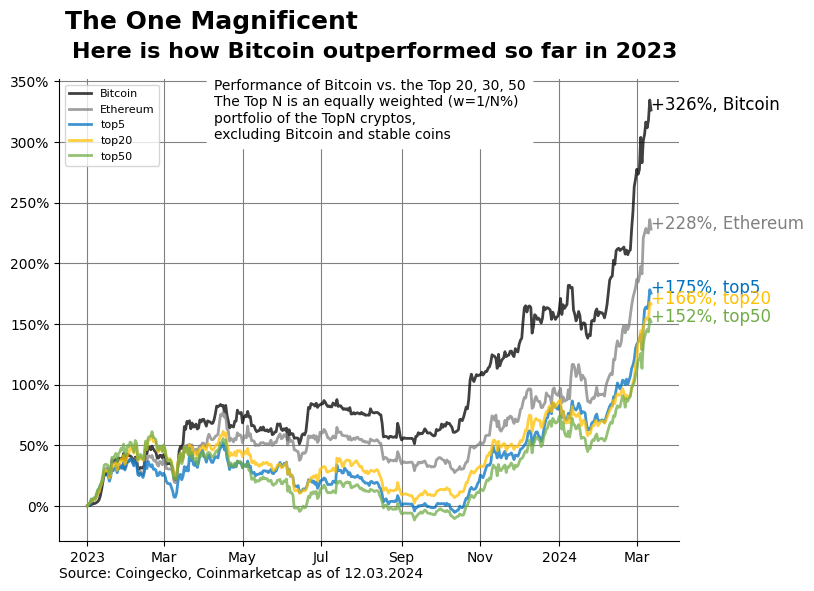 The One Magnificent
Here is how Bitcoin outperformed so far in 2023
350%
300%
250%
200%
150%
100%
50%
0%
Bitcoin
Ethereum
top5
top20
top50
Performance of Bitcoin vs. the Top 20, 30, 50
The Top N is an equally weighted (w=1/N%)
portfolio of the TopN cryptos,
excluding Bitcoin and stable coins
+326%, Bitcoin
+228%, Ethereum
+175%, top5
+166%, top20
+152%, top50
2023 Mar May Jul Sep Nov 2024 Mar
Source: Coingecko, Coinmarketcap as of 12.03.2024